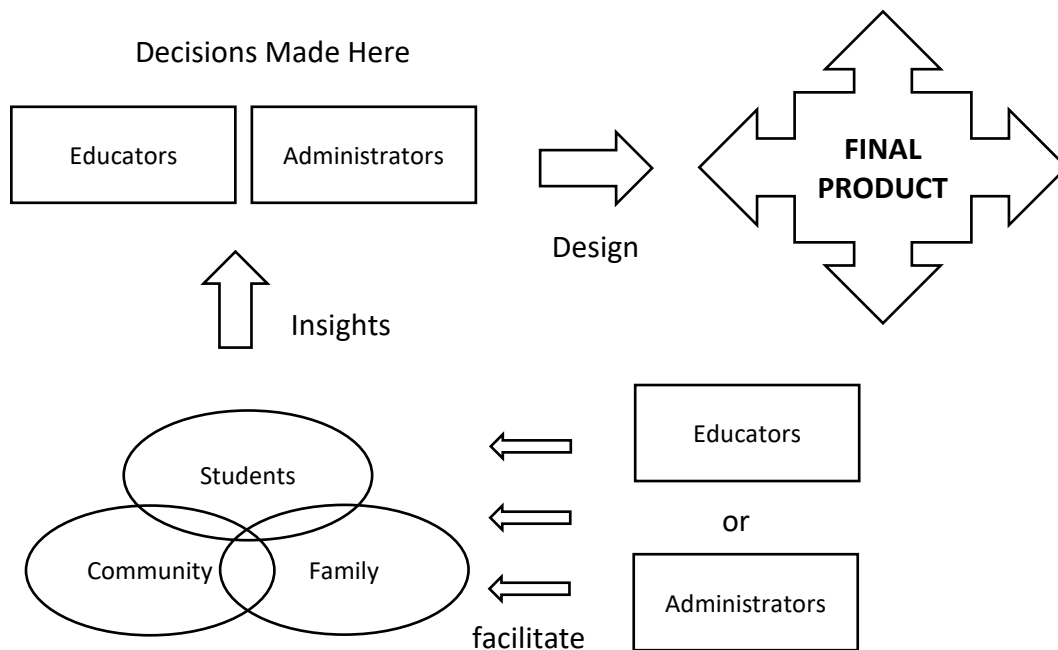 Decisions Made Here
Educators
Administrators
Design
FINAL
PRODUCT
Insights
Students
Community
Family
facilitate
Educators
or
Administrators